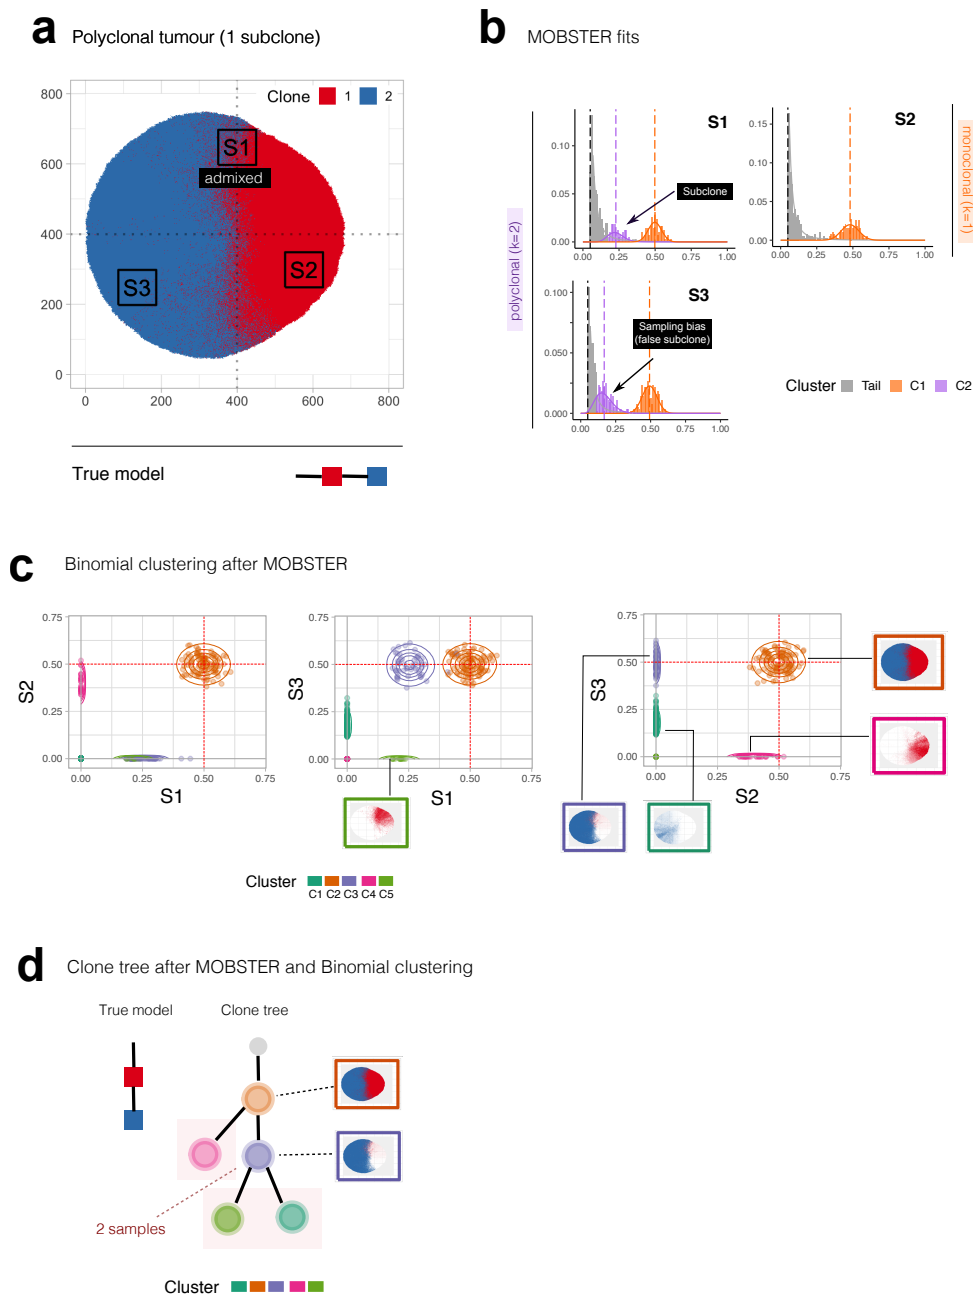 a Polyclonal tumour (1 subclone)
Clone 1 2
800
600
400
200
0
0 200 400 600 800
S1
admixed
S2
S3
True model
b MOBSTER fits
polyclonal (k=2)
S1
0.10
0.05
0.00
0.00 0.25 0.50 0.75 1.00
Subclone
S2
0.15
0.10
0.05
0.00
0.00 0.25 0.50 0.75 1.00
monoclonal (k=1)
S3
0.100
0.050
0.000
0.00 0.25 0.50 0.75 1.00
Sampling bias
(false subclone)
Cluster Tail C1 C2
c Binomial clustering after MOBSTER
0.75
0.50
0.25
0.00
S2
0.00 0.25 0.50 0.75
S1
0.75
0.50
0.25
0.00
S3
0.00 0.25 0.50 0.75
S1
0.75
0.50
0.25
0.00
S3
0.00 0.25 0.50 0.75
S2
Cluster
C1 C2 C3 C4 C5
d Clone tree after MOBSTER and Binomial clustering
True model Clone tree
2 samples
Cluster